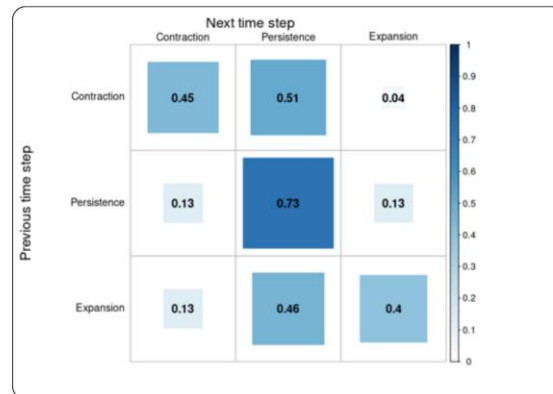 Next time step
Contraction Persistence Expansion
Contraction 0.45 0.51 0.04
Persistence 0.13 0.73 0.13
Expansion 0.13 0.46 0.4
Previous time step
1
0.9
0.8
0.7
0.6
0.5
0.4
0.3
0.2
0.1
0